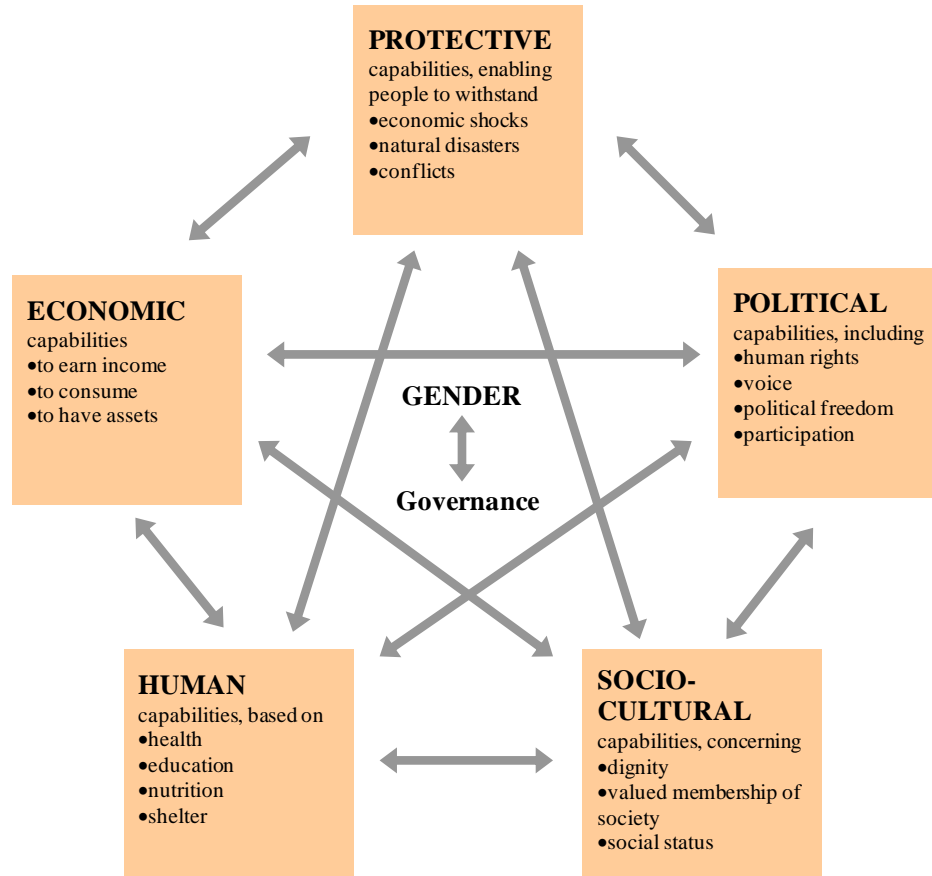 PROTECTIVE
capabilities, enabling
people to withstand
•economic shocks
•natural disasters
•conflicts
ECONOMIC
capabilities
•to earn income
•to consume
•to have assets
POLITICAL
capabilities, including
•human rights
•voice
•political freedom
•participation
GENDER
Governance
HUMAN
capabilities, based on
•health
•education
•nutrition
•shelter
SOCIO-
CULTURAL
capabilities, concerning
•dignity
•valued membership of
society
•social status